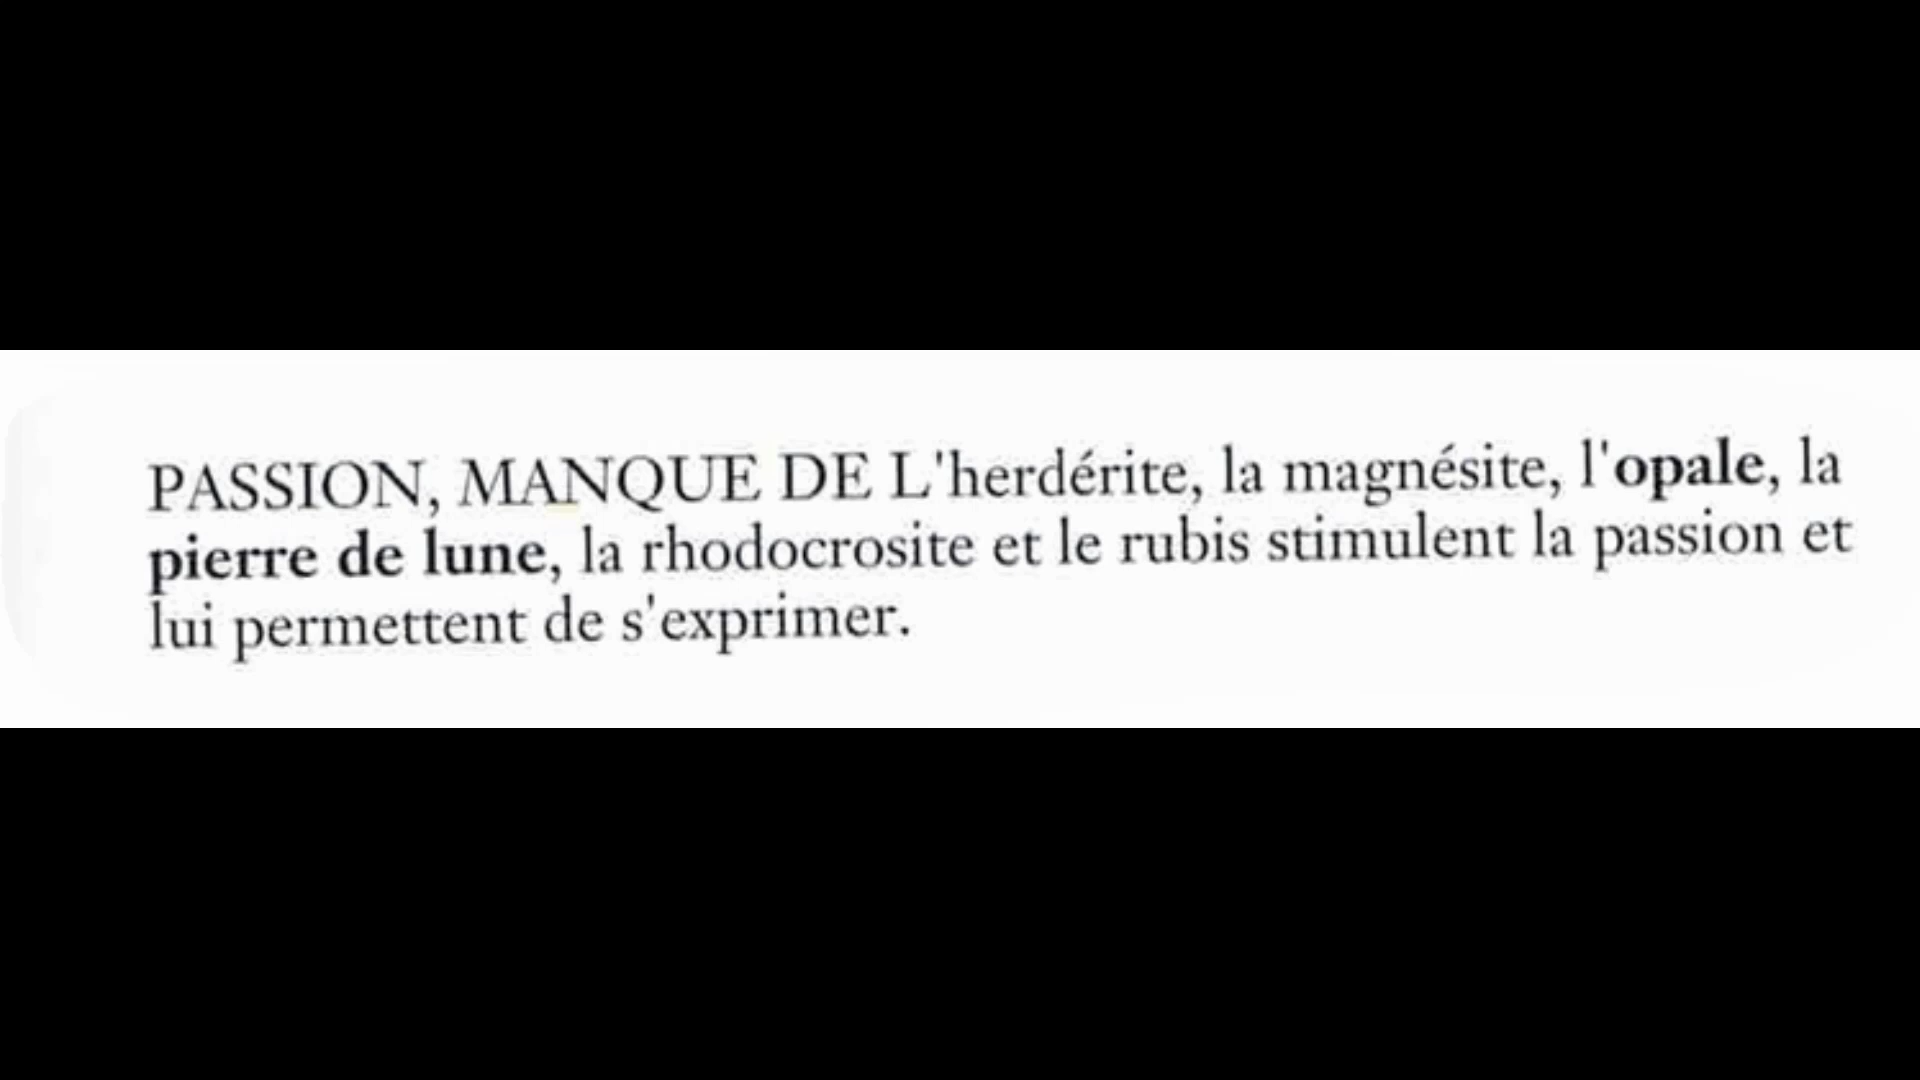 PASSION, MANQUE DE L'herdérite, la magnésite, l'opale, la
pierre de lune, la rhodocrosite et le rubis stimulent la passion et
lui permettent de s'exprimer.